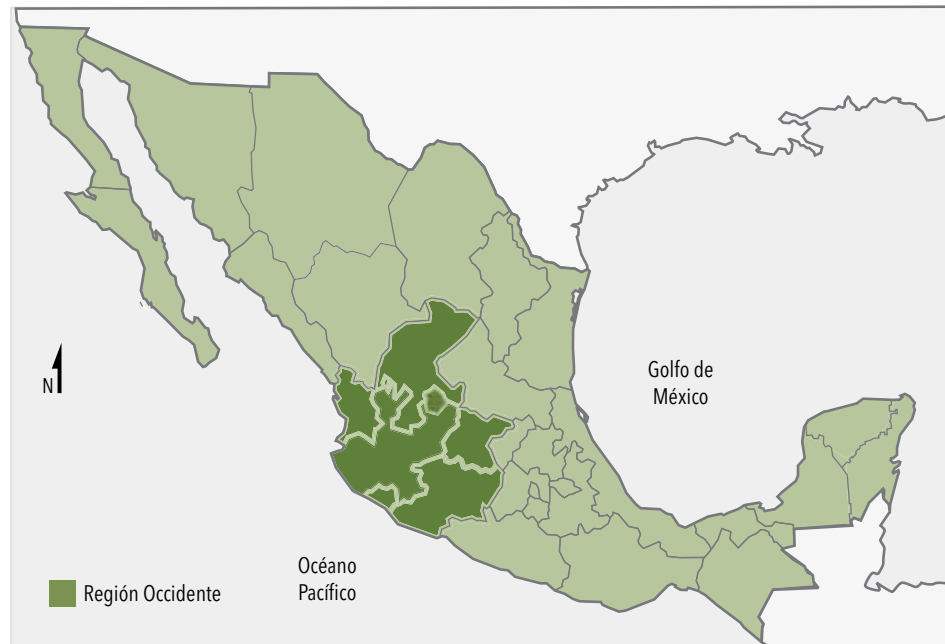 Golfo de
México
N
Océano
Pacífico
Región Occidente